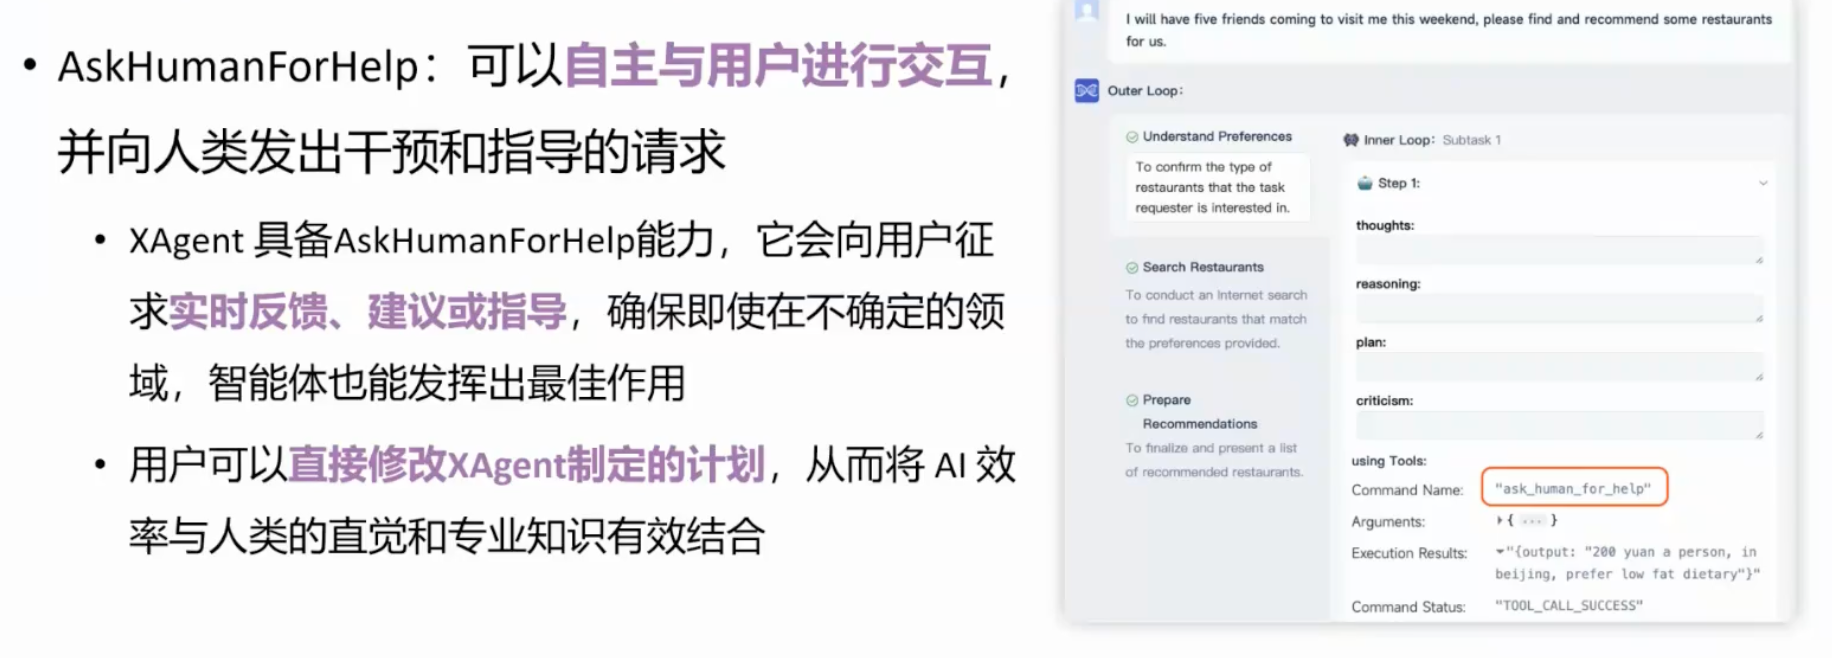 • AskHumanForHelp：可以自主与用户进行交互，
并向人类发出干预和指导的请求
• XAgent 具备AskHumanForHelp能力，它会向用户征
求实时反馈、建议或指导，确保即使在不确定的领
域，智能体也能发挥出最佳作用
• 用户可以直接修改XAgent制定的计划，从而将 AI 效
率与人类的直觉和专业知识有效结合
I will have five friends coming to visit me this weekend, please find and recommend some restaurants
for us.
Outer Loop:
Understand Preferences
To confirm the type of
restaurants that the task
requester is interested in.
Search Restaurants
To conduct an Internet search
to find restaurants that match
the preferences provided.
Prepare
Recommendations
To finalize and present a list
of recommended restaurants.
Inner Loop: Subtask 1
Step 1:
thoughts:
reasoning:
plan:
criticism:
using Tools:
Command Name: "ask_human_for_help"
Arguments: { ... }
Execution Results: "{output: "200 yuan a person, in
beijing, prefer low fat dietary"}"
Command Status: "TOOL_CALL_SUCCESS"